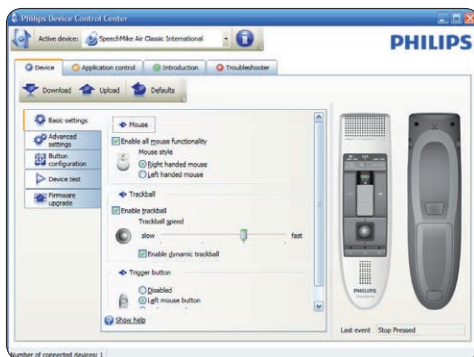 Philips Device Control Center
Active device: SpeechMike Air Classic International
PHILIPS
Device Application control Introduction Troubleshooter
Download Upload Defaults
Basic settings
Advanced settings
Button configuration
Device test
Firmware upgrade
Mouse
Enable all mouse functionality
Mouse style
Right handed mouse
Left handed mouse
Trackball
Enable trackball
Trackball speed
slow fast
Enable dynamic trackball
Trigger button
Disabled
Left mouse button
Show help
PHILIPS
Last event Stop Pressed
Number of connected devices: 1